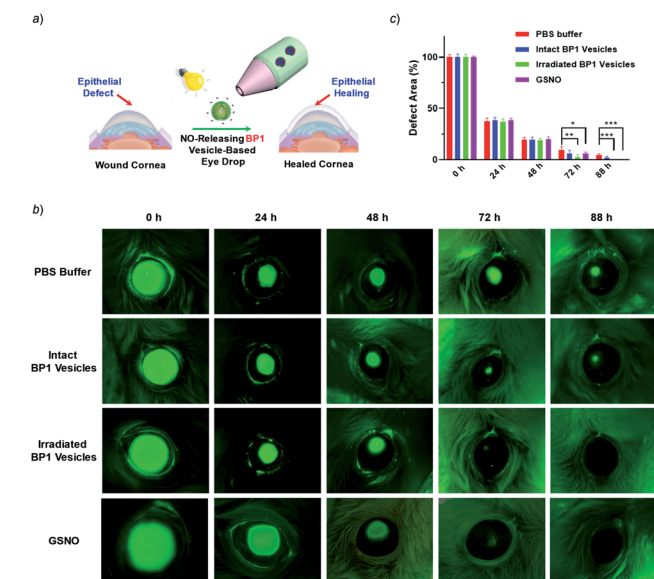 a)
Epithelial
Defect
Epithelial
Healing
NO-Releasing BP1
Vesicle-Based
Eye Drop
Wound Cornea
Healed Cornea
c)
PBS buffer
Intact BP1 Vesicles
Irradiated BP1 Vesicles
GSNO
Defect Area (%)
100
50
0
* ***
** ***
0 h 24 h 48 h 72 h 88 h
b)
0 h 24 h 48 h 72 h 88 h
PBS Buffer
Intact
BP1 Vesicles
Irradiated
BP1 Vesicles
GSNO